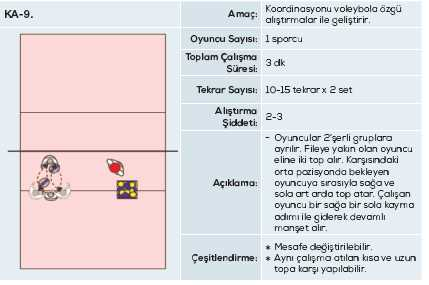 KA-9.
Amaç: Koordinasyonu voleybola özgü
alıştırmalar ile geliştirir.
Oyuncu Sayısı: 1 sporcu
Toplam Çalışma
Süresi: 3 dk
Tekrar Sayısı: 10-15 tekrar x 2 set
Alıştırma
Şiddeti: 2-3
Açıklama:
- Oyuncular 2'şerli gruplara
ayrılır. Fileye yakın olan oyuncu
eline iki top alır. Karşısındaki
orta pozisyonda bekleyen
oyuncuya sırasıyla sağa ve
sola art arda top atar. Çalışan
oyuncu bir sağa bir sola kayma
adımı ile giderek devamlı
manşet alır.
Çeşitlendirme:
* Mesafe değiştirilebilir.
* Aynı çalışma atılan kısa ve uzun
topa karşı yapılabilir.